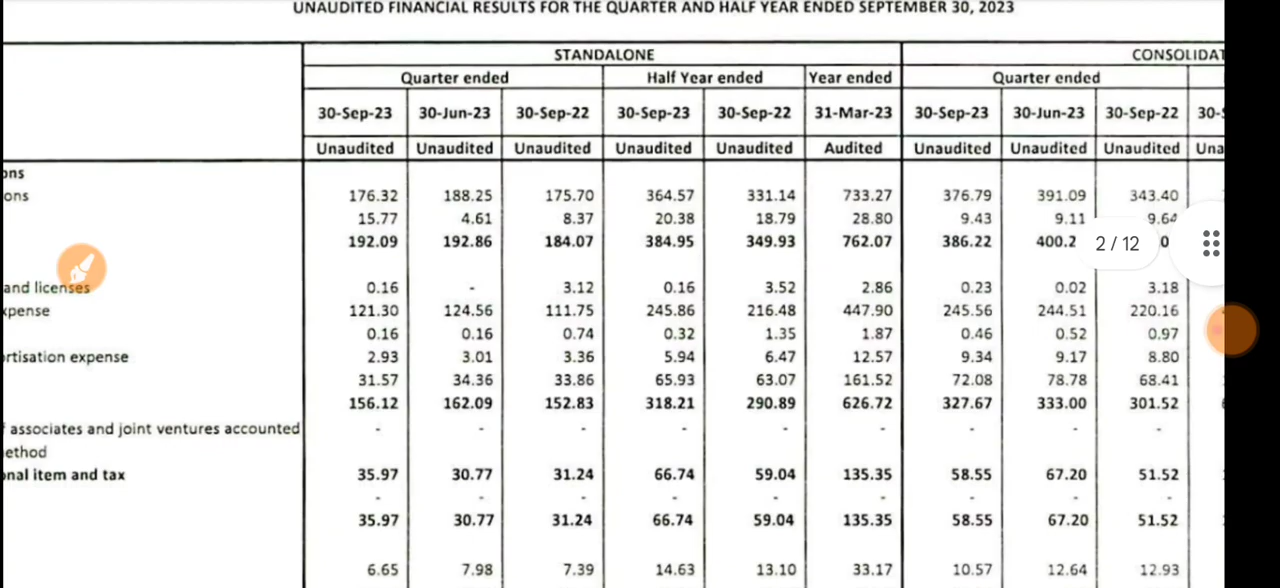 UNAUDITED FINANCIAL RESULTS FOR THE QUARTER AND HALF YEAR ENDED SEPTEMBER 30, 2023
STANDALONE CONSOLIDAT
Quarter ended Half Year ended Year ended Quarter ended
30-Sep-23 30-Jun-23 30-Sep-22 30-Sep-23 30-Sep-22 31-Mar-23 30-Sep-23 30-Jun-23 30-Sep-22 30-
Unaudited Unaudited Unaudited Unaudited Unaudited Audited Unaudited Unaudited Unaudited Una
ons
ons 176.32 188.25 175.70 364.57 331.14 733.27 376.79 391.09 343.40
15.77 4.61 8.37 20.38 18.79 28.80 9.43 9.11 9.64
192.09 192.86 184.07 384.95 349.93 762.07 386.22 400.2 2 / 12 0
and licenses 0.16 - 3.12 0.16 3.52 2.86 0.23 0.02 3.18
xpense 121.30 124.56 111.75 245.86 216.48 447.90 245.56 244.51 220.16
0.16 0.16 0.74 0.32 1.35 1.87 0.46 0.52 0.97
rtisation expense 2.93 3.01 3.36 5.94 6.47 12.57 9.34 9.17 8.80
31.57 34.36 33.86 65.93 63.07 161.52 72.08 78.78 68.41
156.12 162.09 152.83 318.21 290.89 626.72 327.67 333.00 301.52
f associates and joint ventures accounted - - - - - - - - -
ethod
onal item and tax 35.97 30.77 31.24 66.74 59.04 135.35 58.55 67.20 51.52
- - - - - - - - -
35.97 30.77 31.24 66.74 59.04 135.35 58.55 67.20 51.52
6.65 7.98 7.39 14.63 13.10 33.17 10.57 12.64 12.93